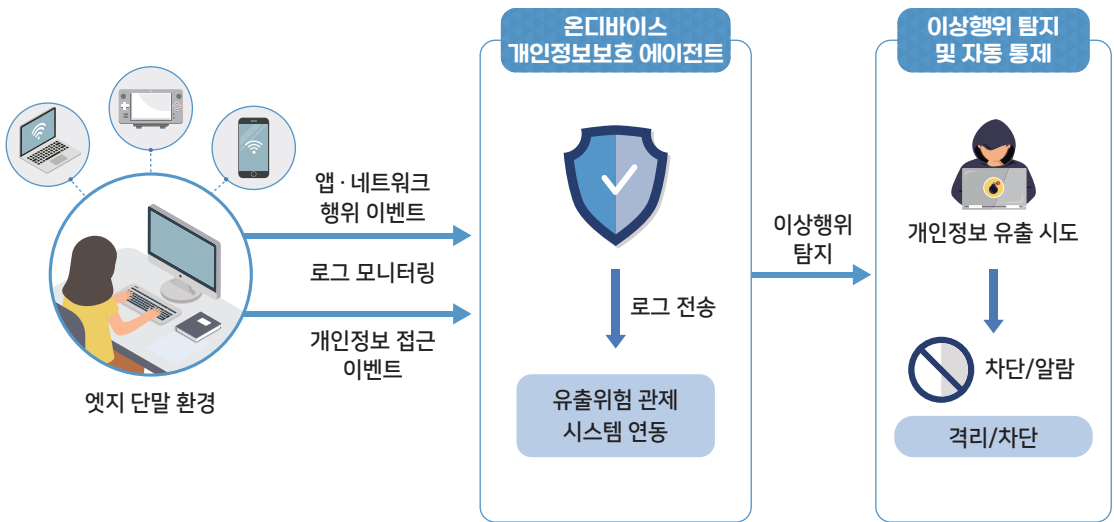 온디바이스
개인정보보호 에이전트
이상행위 탐지
및 자동 통제
앱·네트워크
행위 이벤트
로그 모니터링
개인정보 접근
이벤트
엣지 단말 환경
로그 전송
유출위험 관제
시스템 연동
이상행위
탐지
개인정보 유출 시도
차단/알람
격리/차단